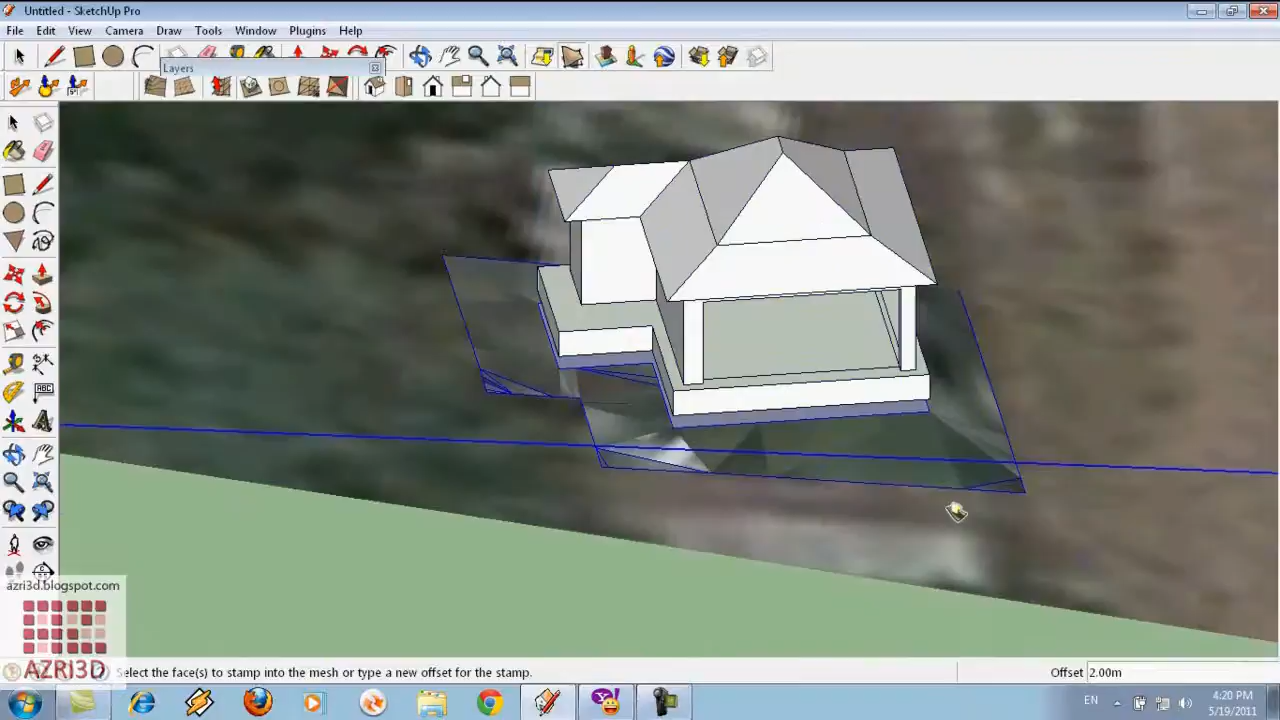 Untitled - SketchUp Pro
File Edit View Camera Draw Tools Window Plugins Help
Layers
ABC
azri3d.blogspot.com
AZRI3D
Select the face(s) to stamp into the mesh or type a new offset for the stamp.
Offset 2.00m
EN
4:20 PM
5/19/2011